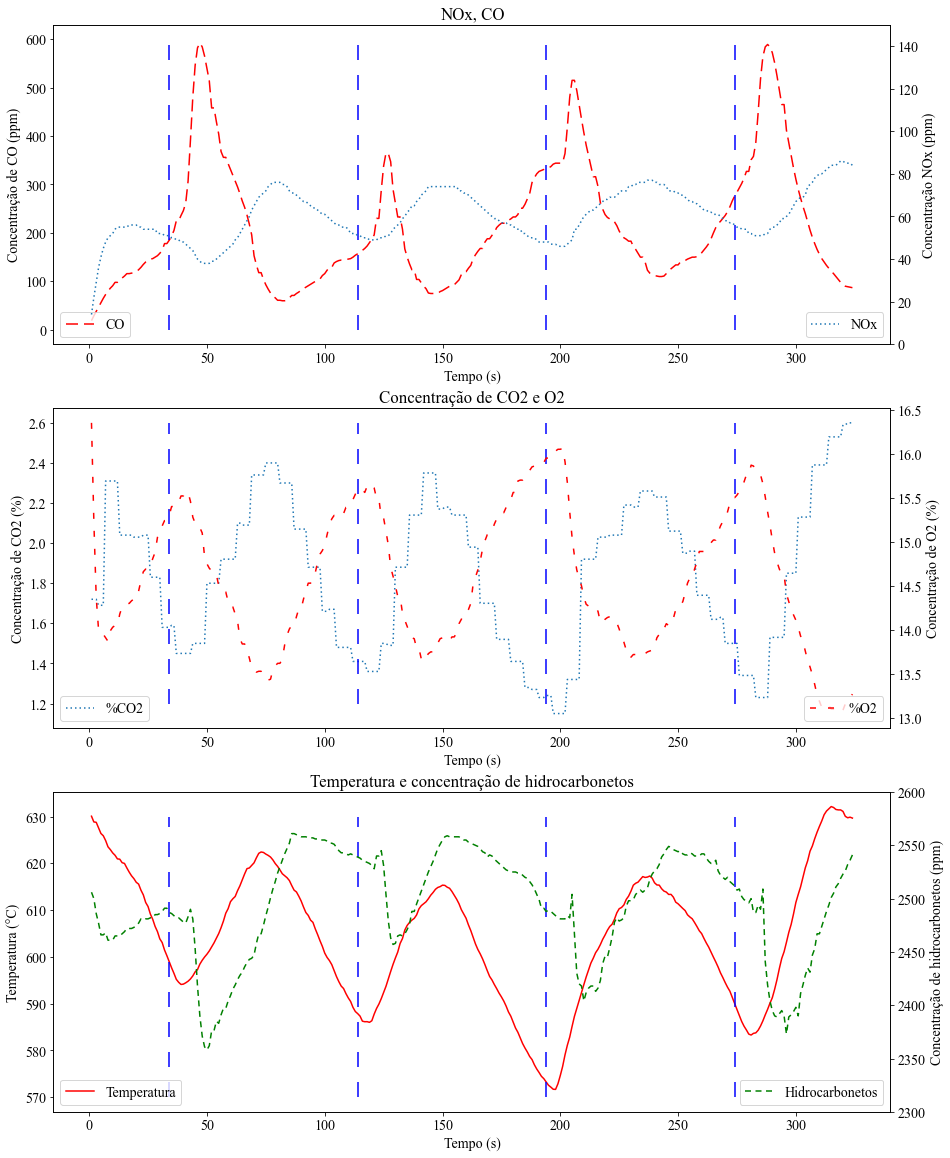 NOx, CO
600
500
400
300
200
100
0
Concentração de CO (ppm)
140
120
100
80
60
40
20
0
Concentração NOx (ppm)
CO
NOx
0 50 100 150 200 250 300
Tempo (s)
Concentração de CO2 e O2
2.6
2.4
2.2
2.0
1.8
1.6
1.4
1.2
Concentração de CO2 (%)
16.5
16.0
15.5
15.0
14.5
14.0
13.5
13.0
Concentração de O2 (%)
%CO2
%O2
0 50 100 150 200 250 300
Tempo (s)
Temperatura e concentração de hidrocarbonetos
630
620
610
600
590
580
570
Temperatura (°C)
2600
2550
2500
2450
2400
2350
2300
Concentração de hidrocarbonetos (ppm)
Temperatura
Hidrocarbonetos
0 50 100 150 200 250 300
Tempo (s)